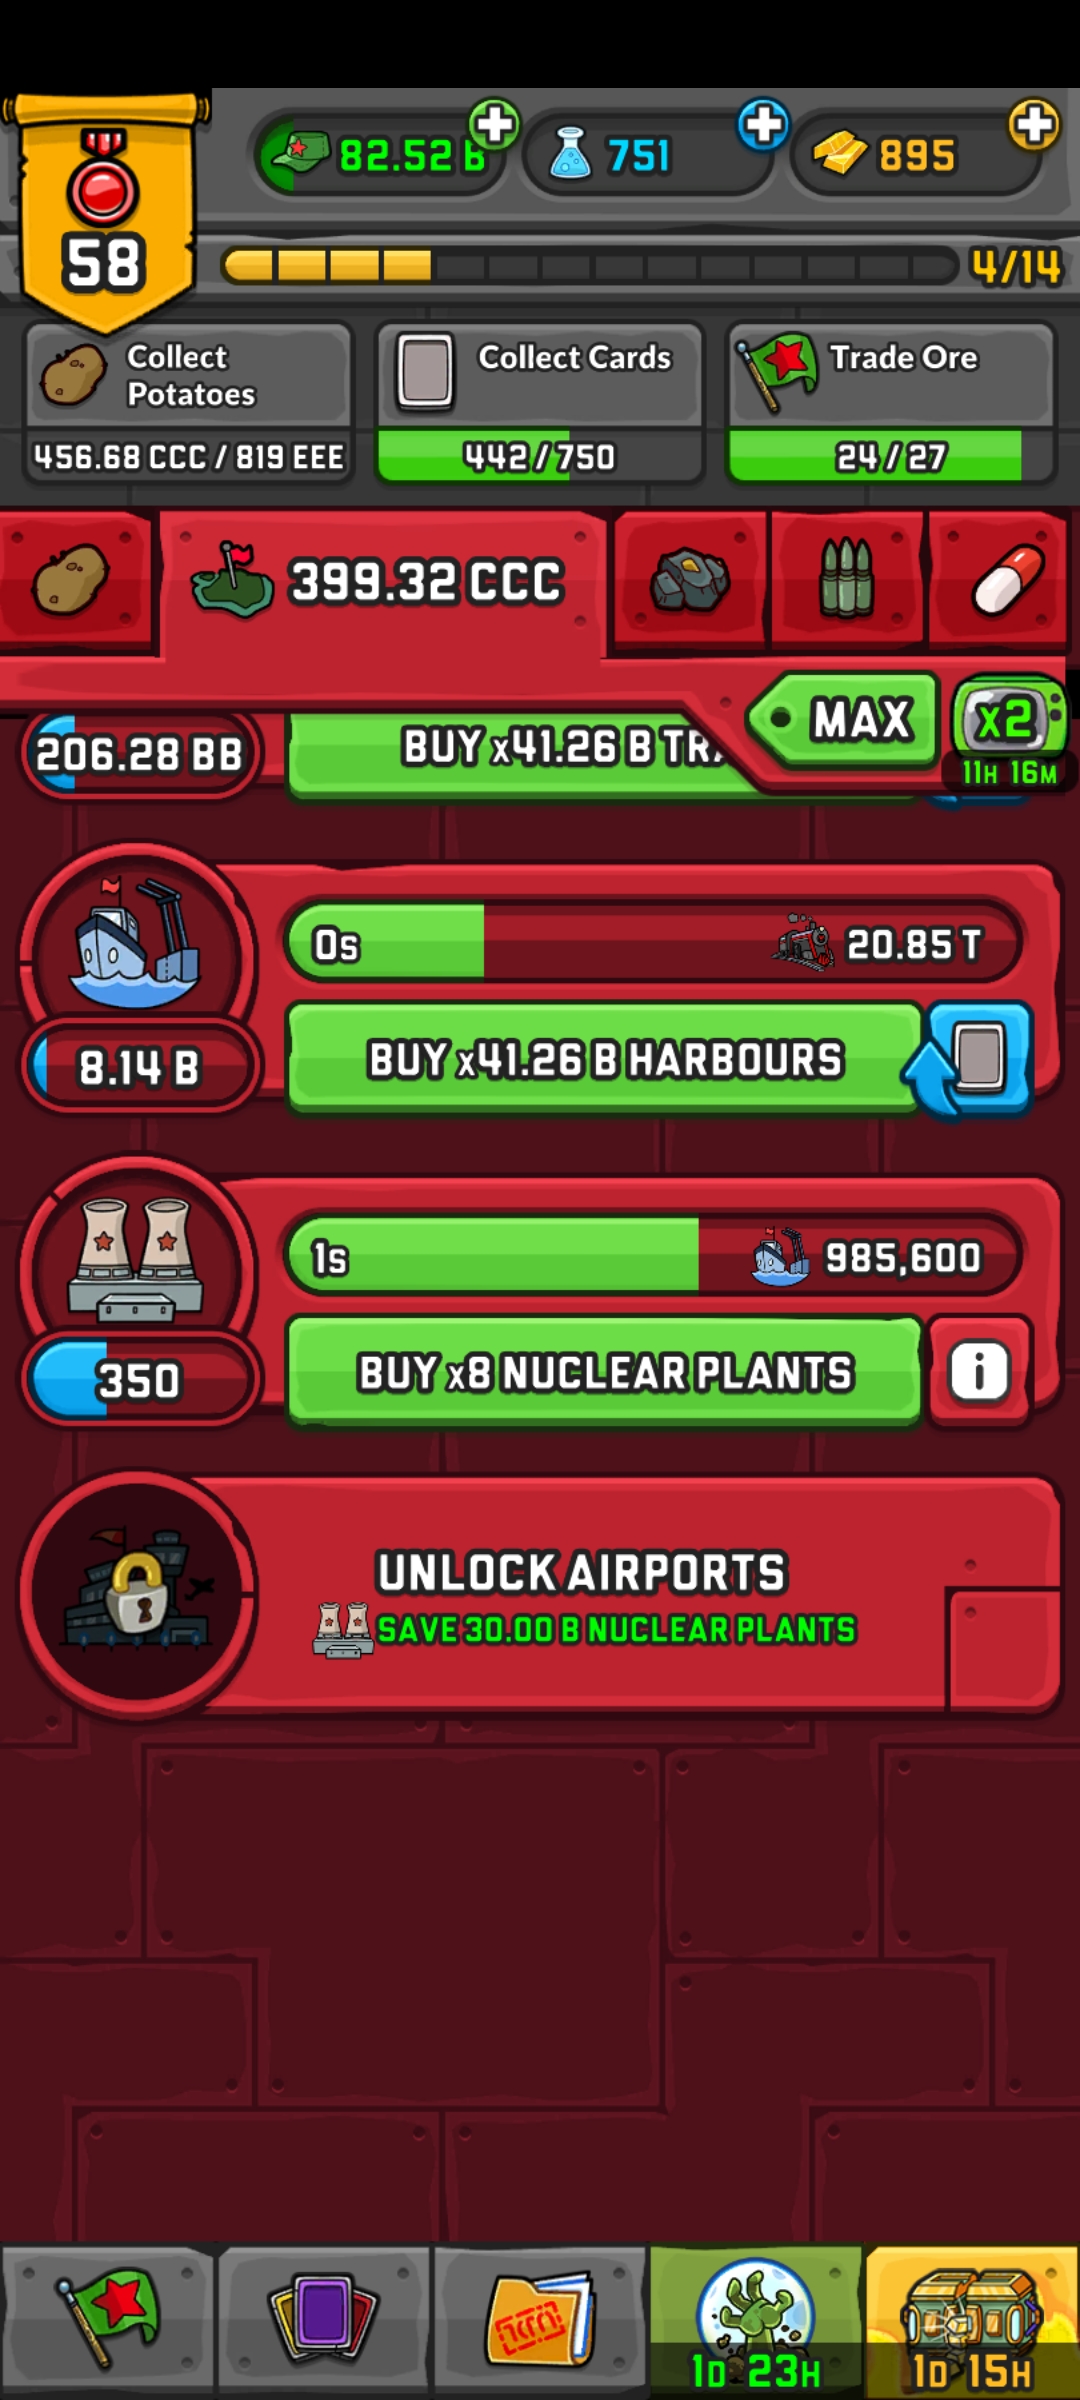 82.52 B
751
895
58
4/14
Collect
Potatoes
456.68 CCC / 819 EEE
Collect Cards
442/750
Trade Ore
24/27
399.32 CCC
MAX
x2
11H 16M
206.28 BB
BUY x41.26 B TRA
0s
20.85 T
8.14 B
BUY x41.26 B HARBOURS
1s
985,600
350
BUY x8 NUCLEAR PLANTS
i
UNLOCK AIRPORTS
SAVE 30.00 B NUCLEAR PLANTS
1D 23H
1D 15H